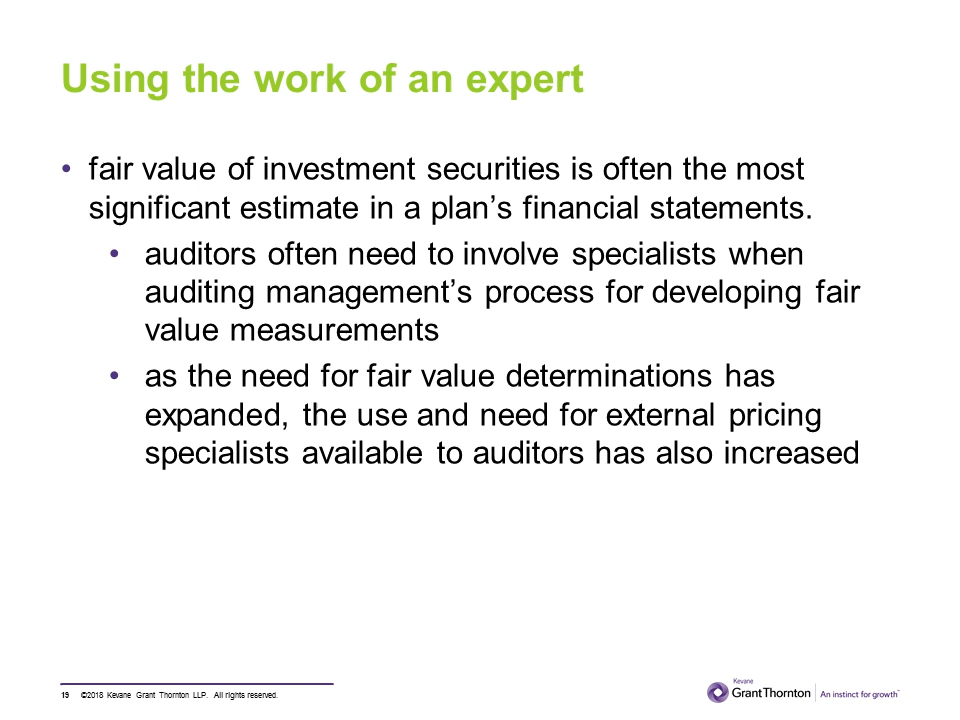 Using the work of an expert
• fair value of investment securities is often the most
significant estimate in a plan’s financial statements.
• auditors often need to involve specialists when
auditing management’s process for developing fair
value measurements
• as the need for fair value determinations has
expanded, the use and need for external pricing
specialists available to auditors has also increased
19 ©2018 Kevane Grant Thornton LLP. All rights reserved.
Kevane
GrantThornton An instinct for growth™